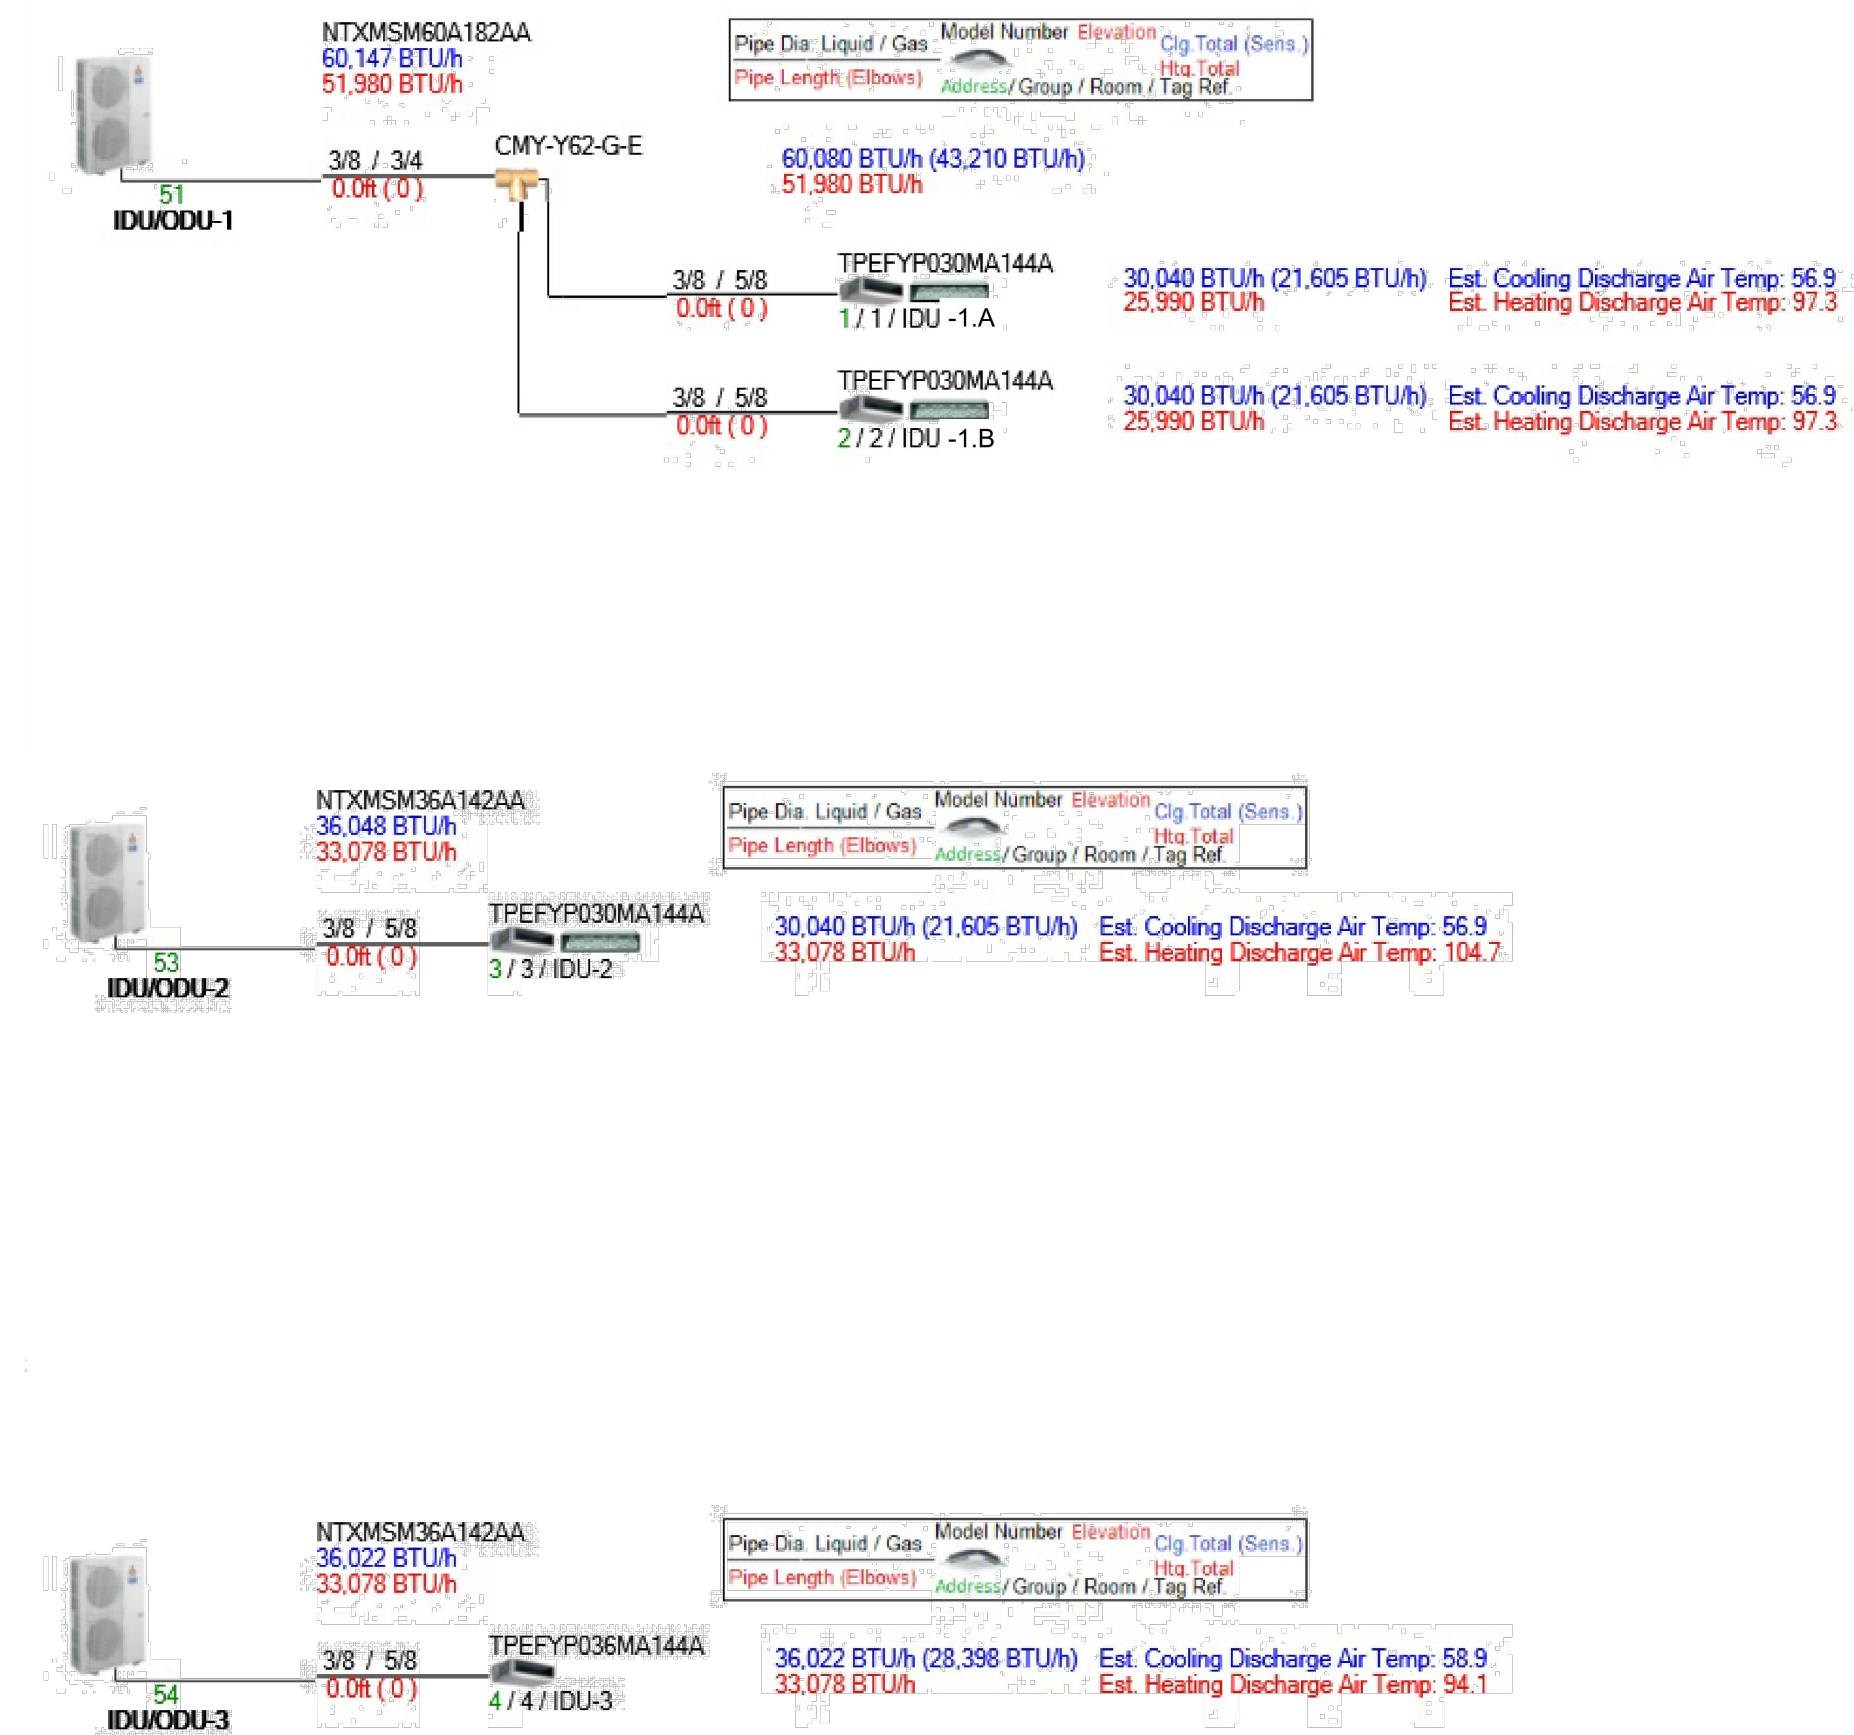 NTXMSM60A182AA
60,147 BTU/h
51,980 BTU/h
Pipe Dia. Liquid / Gas
Pipe Length (Elbows)
Model Number Elevation
Clg.Total (Sens.)
Htg.Total
Address/ Group / Room / Tag Ref.
3/8 / 3/4
0.0ft ( 0 )
CMY-Y62-G-E
60,080 BTU/h (43,210 BTU/h)
51,980 BTU/h
51
IDU/ODU-1
3/8 / 5/8
0.0ft ( 0 )
TPEFYP030MA144A
1 / 1 / IDU -1.A
30,040 BTU/h (21,605 BTU/h)
25,990 BTU/h
Est. Cooling Discharge Air Temp: 56.9
Est. Heating Discharge Air Temp: 97.3
3/8 / 5/8
0.0ft ( 0 )
TPEFYP030MA144A
2 / 2 / IDU -1.B
30,040 BTU/h (21,605 BTU/h)
25,990 BTU/h
Est. Cooling Discharge Air Temp: 56.9
Est. Heating Discharge Air Temp: 97.3
NTXMSM36A142AA
36,048 BTU/h
33,078 BTU/h
Pipe Dia. Liquid / Gas
Pipe Length (Elbows)
Model Number Elevation
Clg.Total (Sens.)
Htg.Total
Address/ Group / Room / Tag Ref.
53
IDU/ODU-2
3/8 / 5/8
0.0ft ( 0 )
TPEFYP030MA144A
3 / 3 / IDU-2
30,040 BTU/h (21,605 BTU/h)
33,078 BTU/h
Est. Cooling Discharge Air Temp: 56.9
Est. Heating Discharge Air Temp: 104.7
NTXMSM36A142AA
36,022 BTU/h
33,078 BTU/h
Pipe Dia. Liquid / Gas
Pipe Length (Elbows)
Model Number Elevation
Clg.Total (Sens.)
Htg.Total
Address/ Group / Room / Tag Ref.
54
IDU/ODU-3
3/8 / 5/8
0.0ft ( 0 )
TPEFYP036MA144A
4 / 4 / IDU-3
36,022 BTU/h (28,398 BTU/h)
33,078 BTU/h
Est. Cooling Discharge Air Temp: 58.9
Est. Heating Discharge Air Temp: 94.1